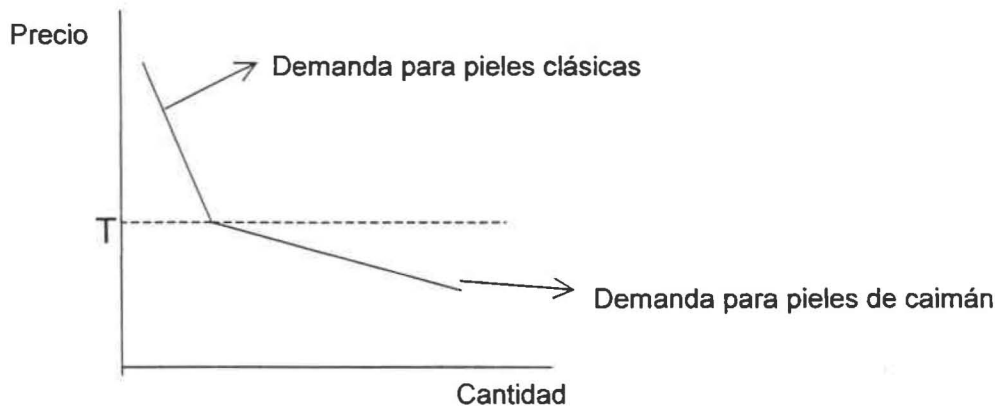 Precio
Demanda para pieles clásicas
T
Demanda para pieles de caimán
Cantidad